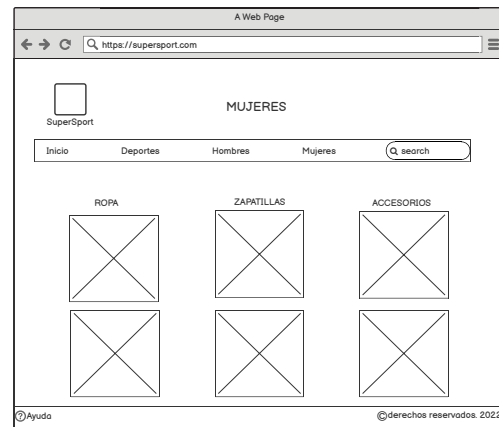 A Web Page
https://supersport.com
SuperSport
MUJERES
Inicio Deportes Hombres Mujeres search
ROPA ZAPATILLAS ACCESORIOS
?Ayuda ©derechos reservados. 2022